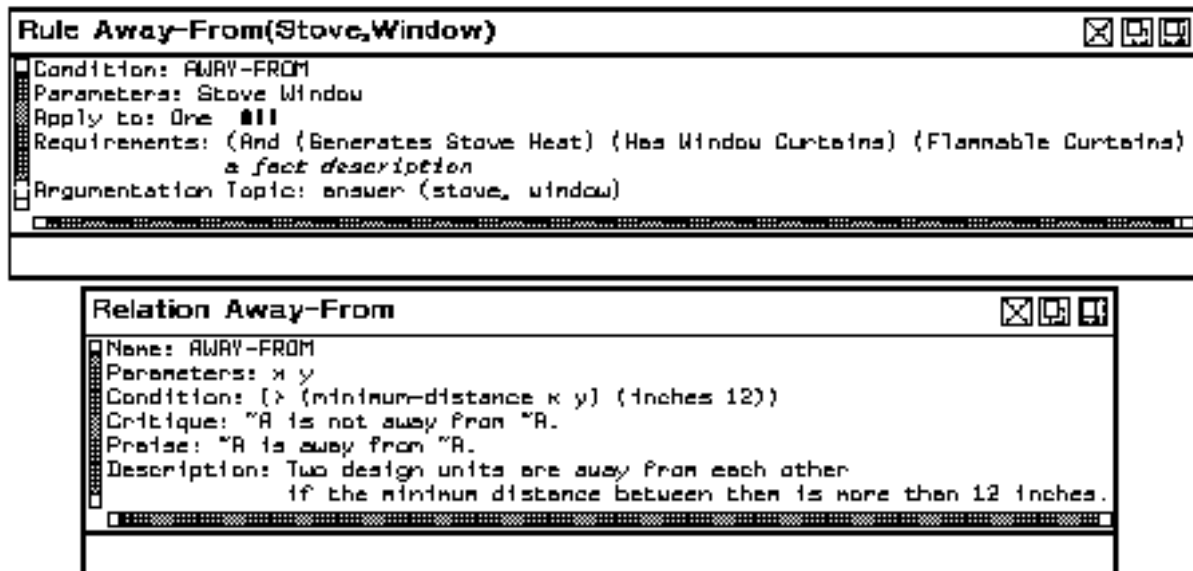 Rule Away-From(Stove,Window)
Condition: AWAY-FROM
Parameters: Stove Window
Apply to: One All
Requirements: (And (Generates Stove Heat) (Has Window Curtains) (Flammable Curtains)
a fact description
Argumentation Topic: answer (stove, window)
Relation Away-From
Name: AWAY-FROM
Parameters: x y
Condition: (> (minimum-distance x y) (inches 12))
Critique: ~A is not away from ~A.
Praise: ~A is away from ~A.
Description: Two design units are away from each other
if the minimum distance between them is more than 12 inches.